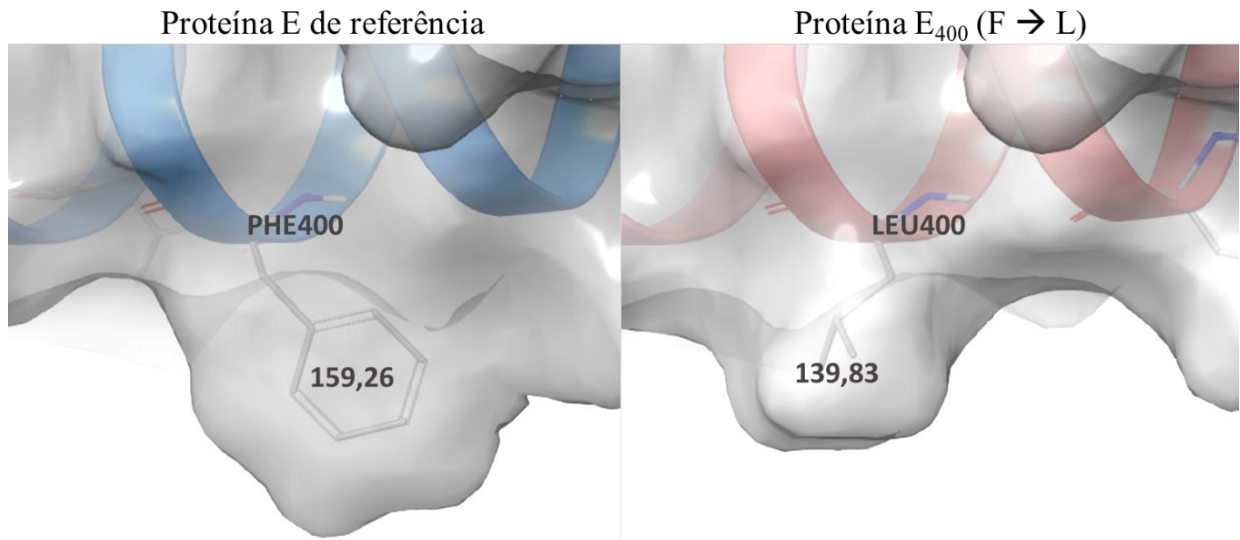 Proteína E de referência
Proteína E₄₀₀ (F → L)
PHE400
LEU400
159,26
139,83